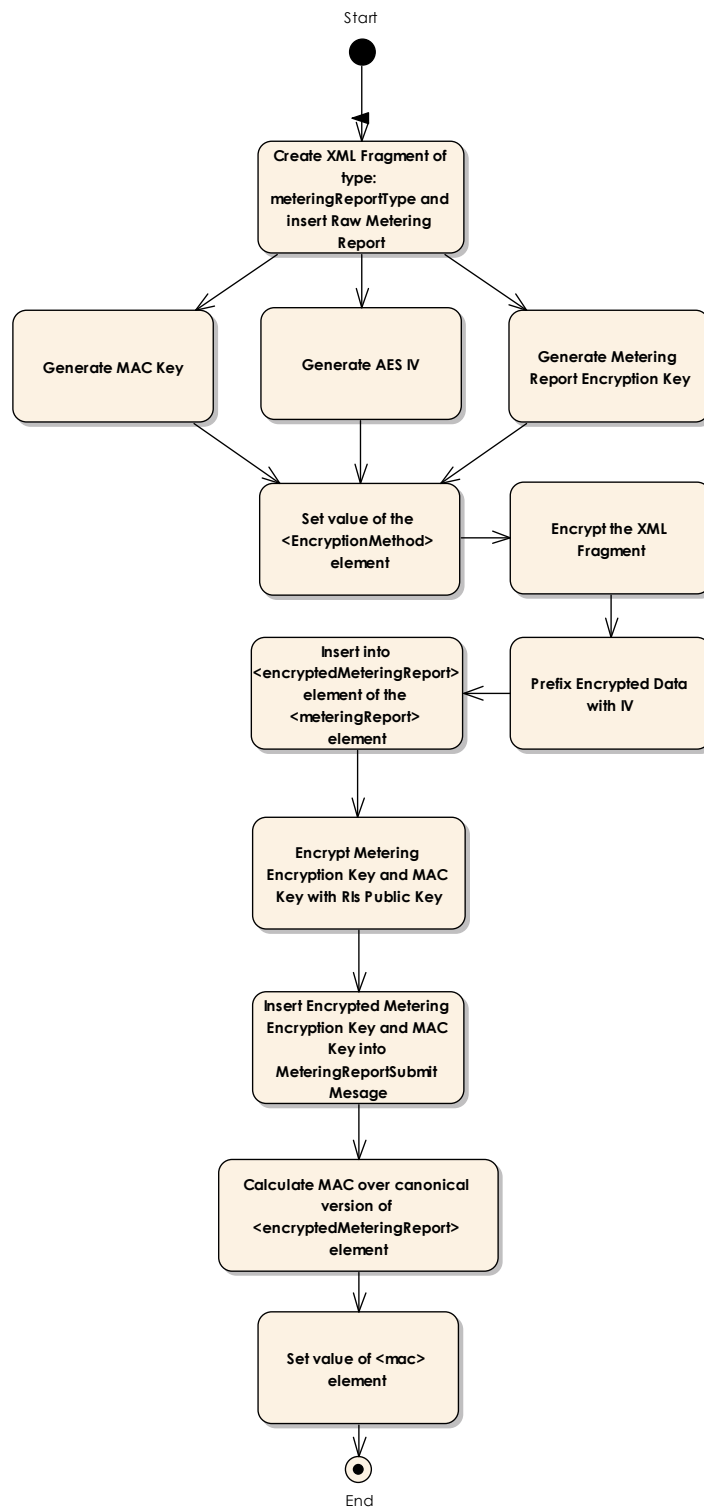 Start
Create XML Fragment of
type:
meteringReportType and
insert Raw Metering
Report
Generate MAC Key
Generate AES IV
Generate Metering
Report Encryption Key
Set value of the
<EncryptionMethod>
element
Encrypt the XML
Fragment
Prefix Encrypted Data
with IV
Insert into
<encryptedMeteringReport>
element of the
<meteringReport>
element
Encrypt Metering
Encryption Key and MAC
Key with RIs Public Key
Insert Encrypted Metering
Encryption Key and MAC
Key into
MeteringReportSubmit
Mesage
Calculate MAC over canonical
version of
<encryptedMeteringReport>
element
Set value of <mac>
element
End